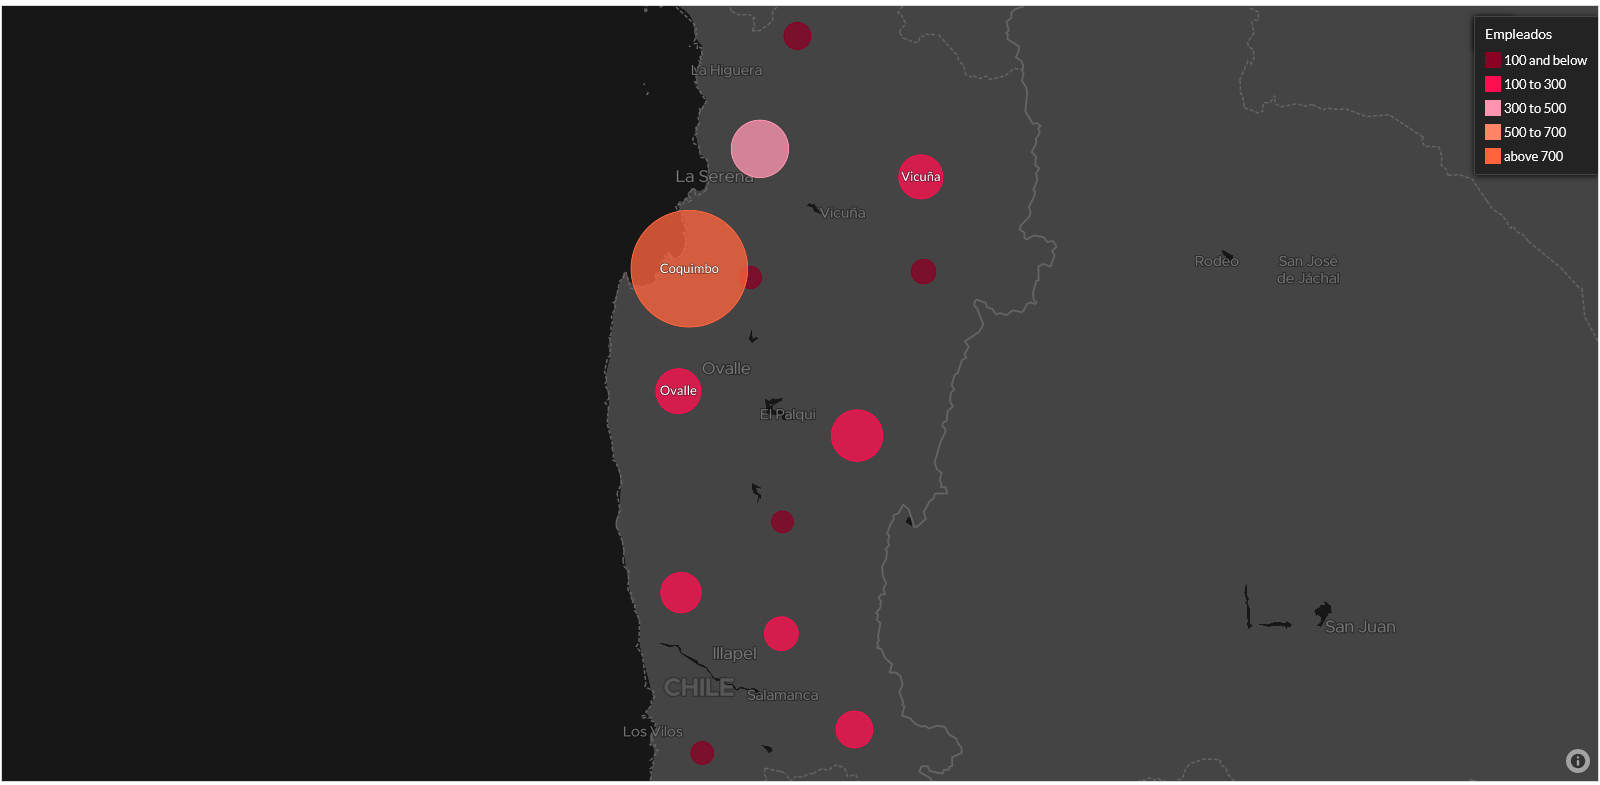 Empleados
100 and below
100 to 300
300 to 500
500 to 700
above 700
La Higuera
La Serena
Vicuña
Vicuña
Coquimbo
Rodeo
San José
de Jáchal
Ovalle
Ovalle
El Palqui
Illapel
CHILE
Salamanca
Los Vilos
San Juan